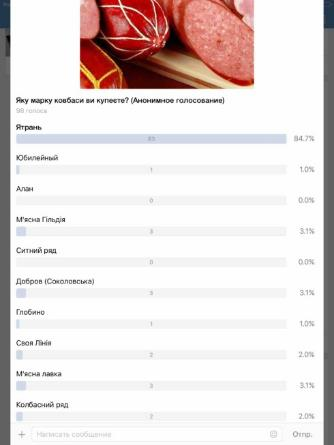 Яку марку ковбаси ви купуєте? (Анонимное голосование)
98 голоса
Ятрань
83 84.7%
Юбилейный
1 1.0%
Алан
0 0.0%
М'ясна Гільдія
3 3.1%
Ситний ряд
0 0.0%
Добров (Соколовська)
3 3.1%
Глобино
1 1.0%
Своя Лінія
2 2.0%
М'ясна лавка
3 3.1%
Колбасний ряд
2 2.0%
Написать сообщение Отпр.